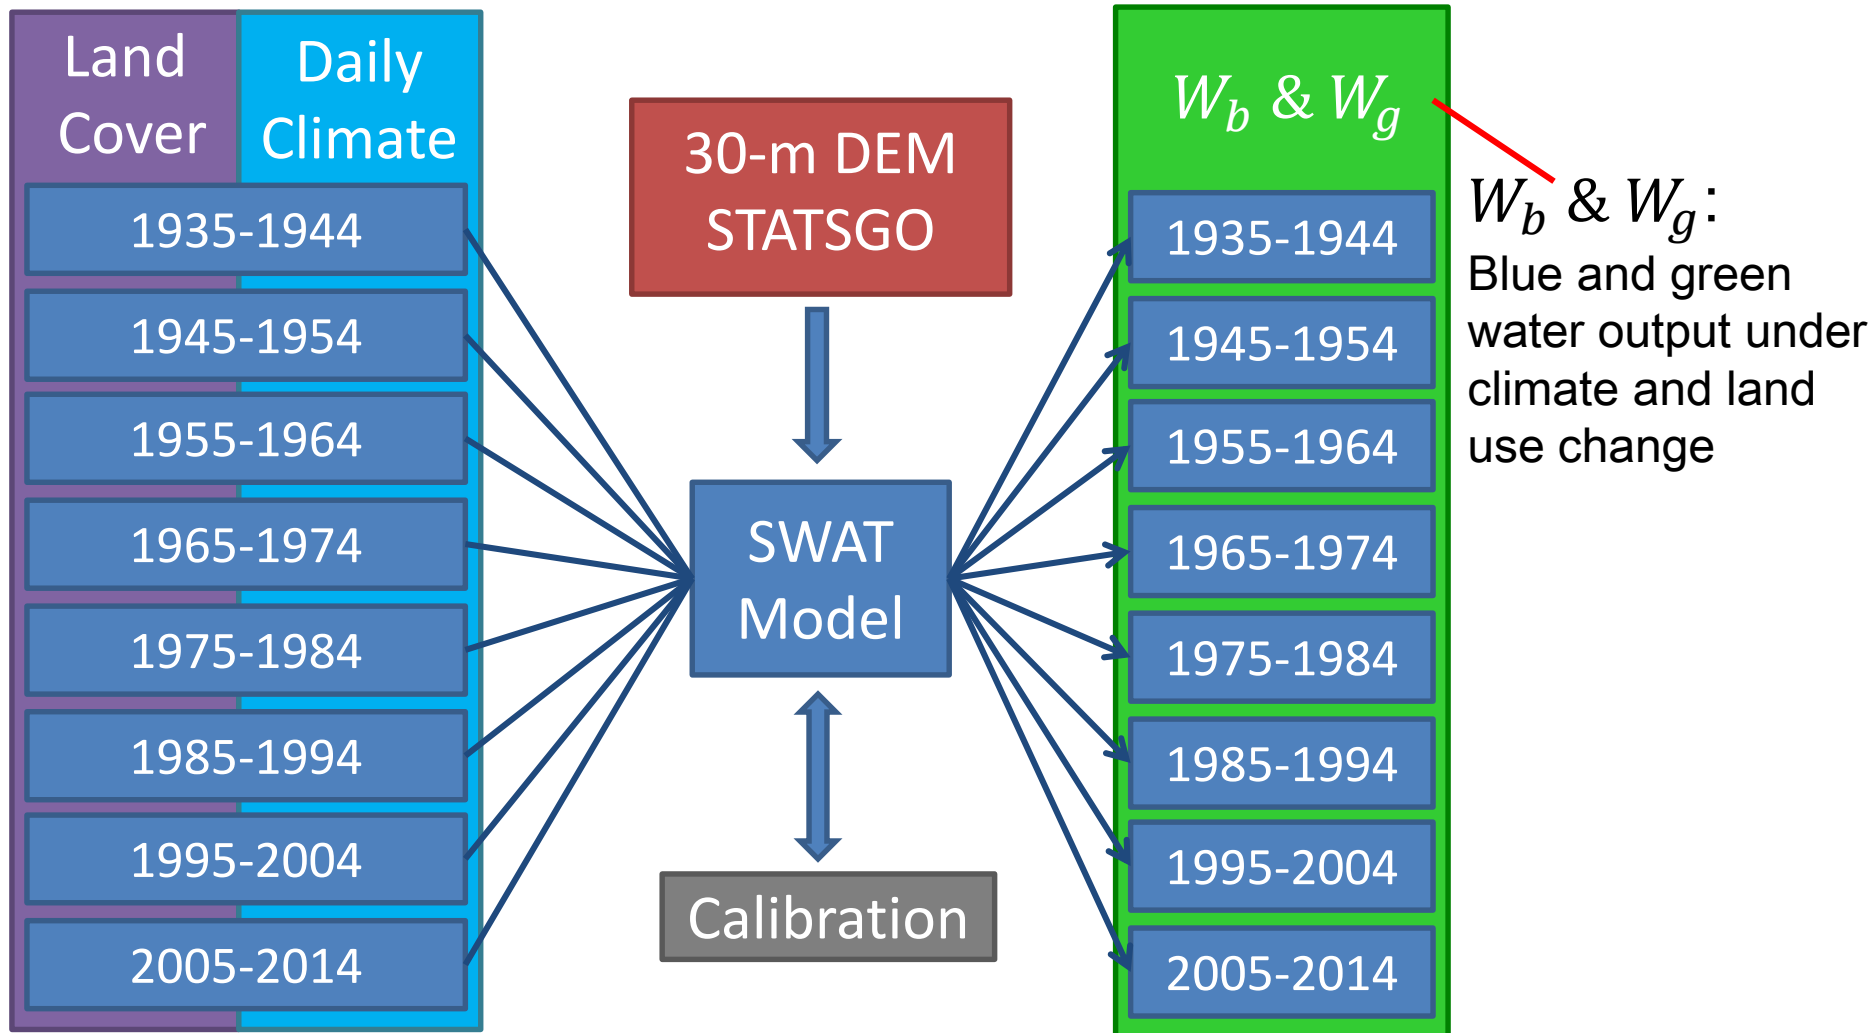 Land
Cover
Daily
Climate
1935-1944
1945-1954
1955-1964
1965-1974
1975-1984
1985-1994
1995-2004
2005-2014
30-m DEM
STATSGO
SWAT
Model
Calibration
W_b & W_g
1935-1944
1945-1954
1955-1964
1965-1974
1975-1984
1985-1994
1995-2004
2005-2014
W_b & W_g:
Blue and green
water output under
climate and land
use change